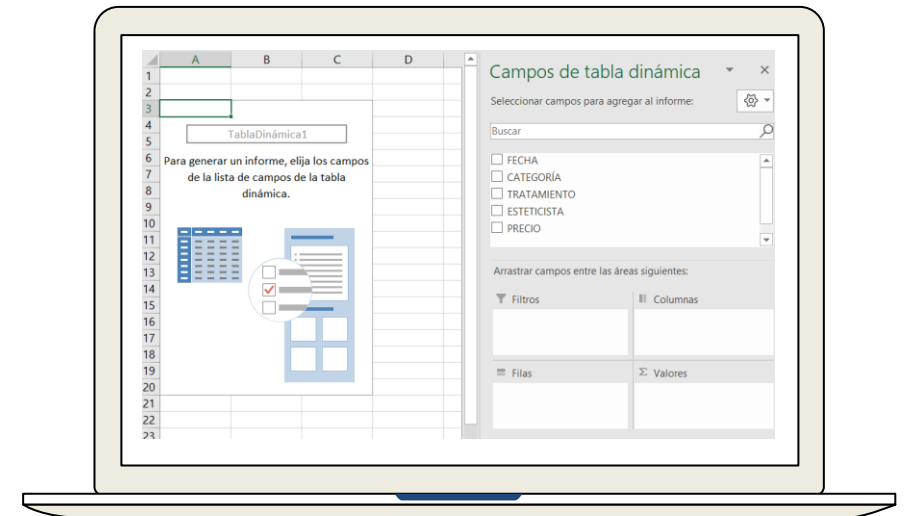 A B C D
1
2
3
4
5
6
7
8
9
10
11
12
13
14
15
16
17
18
19
20
21
22
23
TablaDinámica1
Para generar un informe, elija los campos
de la lista de campos de la tabla
dinámica.
Campos de tabla dinámica
Seleccionar campos para agregar al informe:
Buscar
FECHA
CATEGORÍA
TRATAMIENTO
ESTETICISTA
PRECIO
Arrastrar campos entre las áreas siguientes:
Filtros
Columnas
Filas
Σ Valores